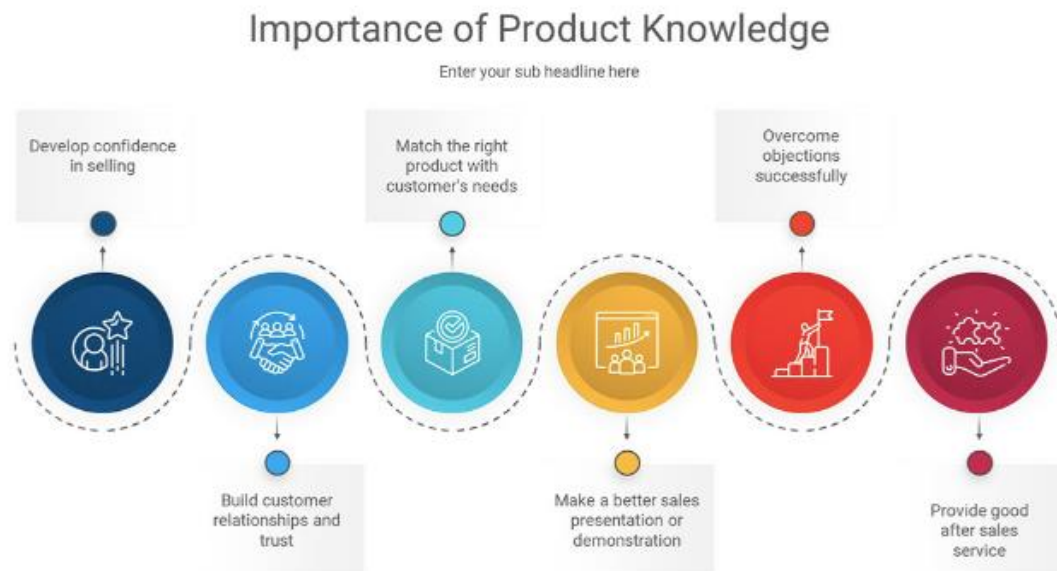 Importance of Product Knowledge
Enter your sub headline here
Develop confidence
in selling
Match the right
product with
customer's needs
Overcome
objections
successfully
Build customer
relationships and
trust
Make a better sales
presentation or
demonstration
Provide good
after sales
service